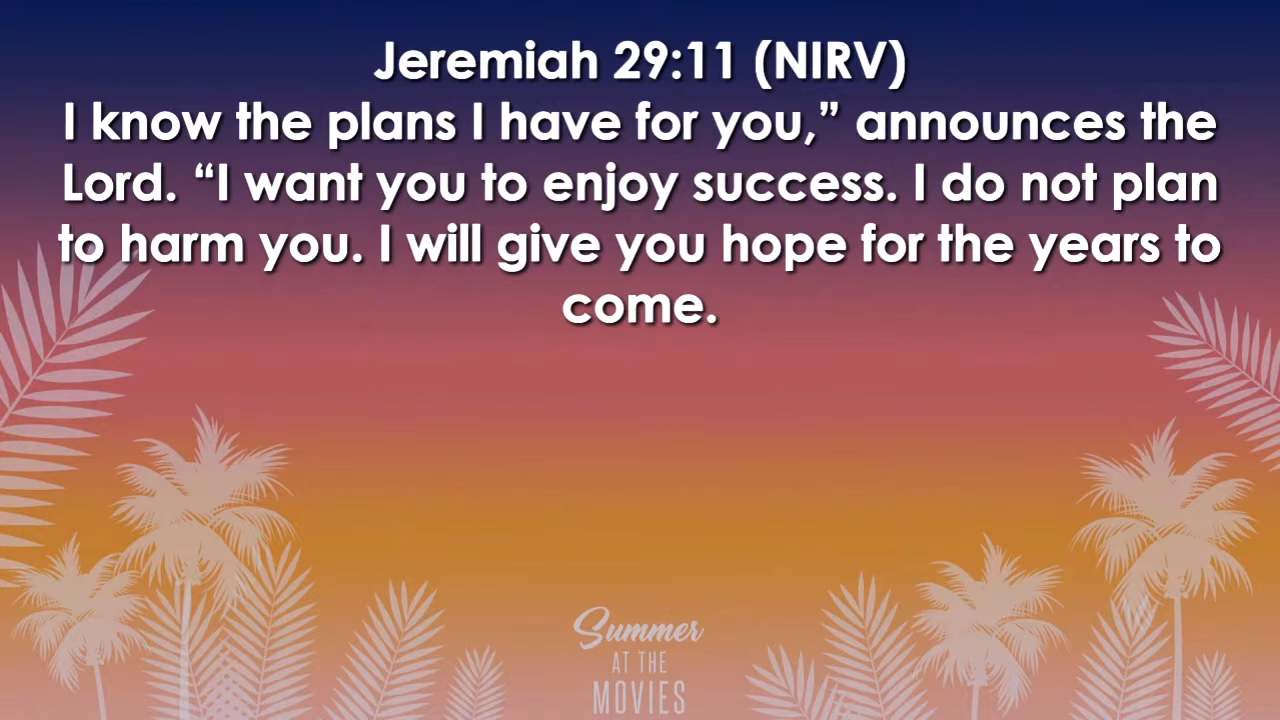 Jeremiah 29:11 (NIRV)
I know the plans I have for you,” announces the
Lord. “I want you to enjoy success. I do not plan
to harm you. I will give you hope for the years to
come.
Summer
AT THE
MOVIES